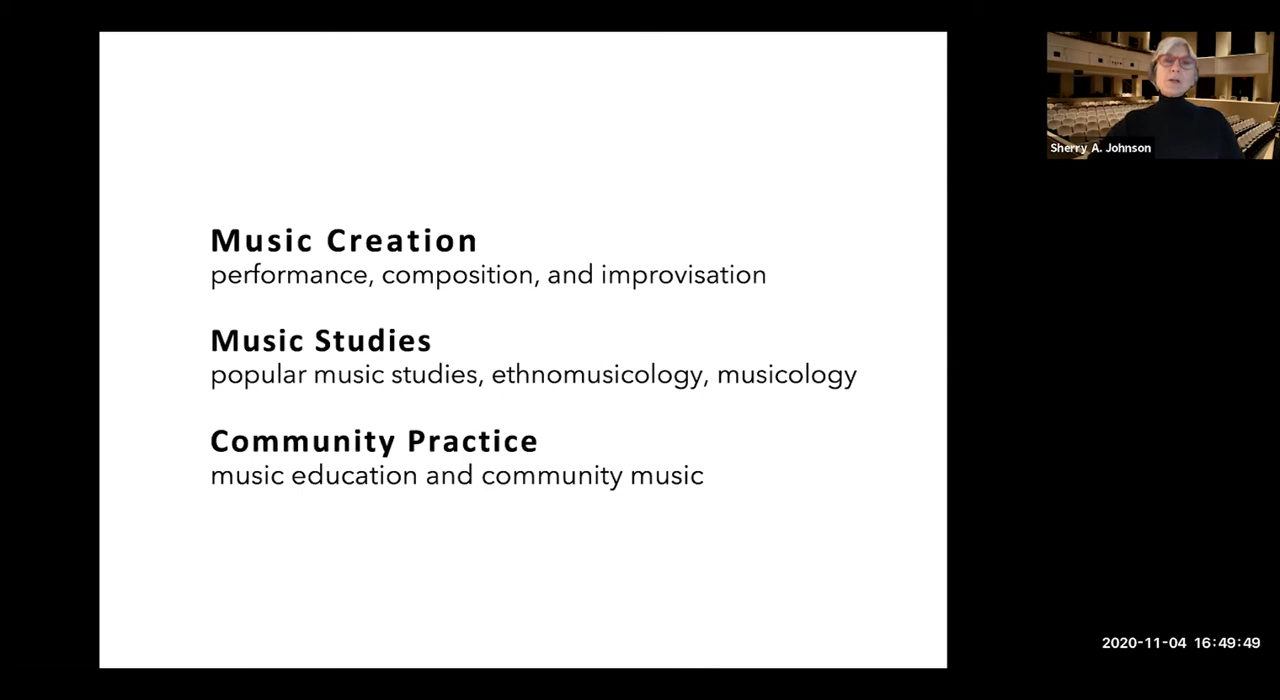 Music Creation
performance, composition, and improvisation
Music Studies
popular music studies, ethnomusicology, musicology
Community Practice
music education and community music
Sherry A. Johnson
2020-11-04 16:49:49